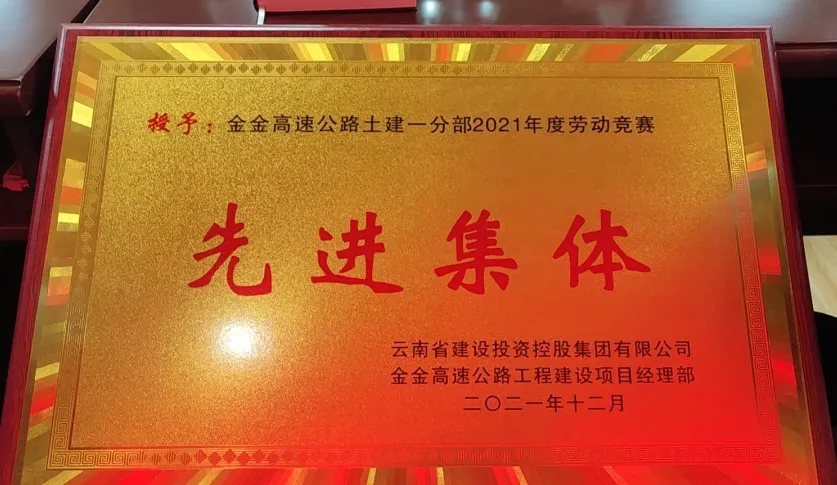 授予：金金高速公路土建一分部2021年度劳动竞赛
先进集体
云南省建设投资控股集团有限公司
金金高速公路工程建设项目经理部
二〇二一年十二月